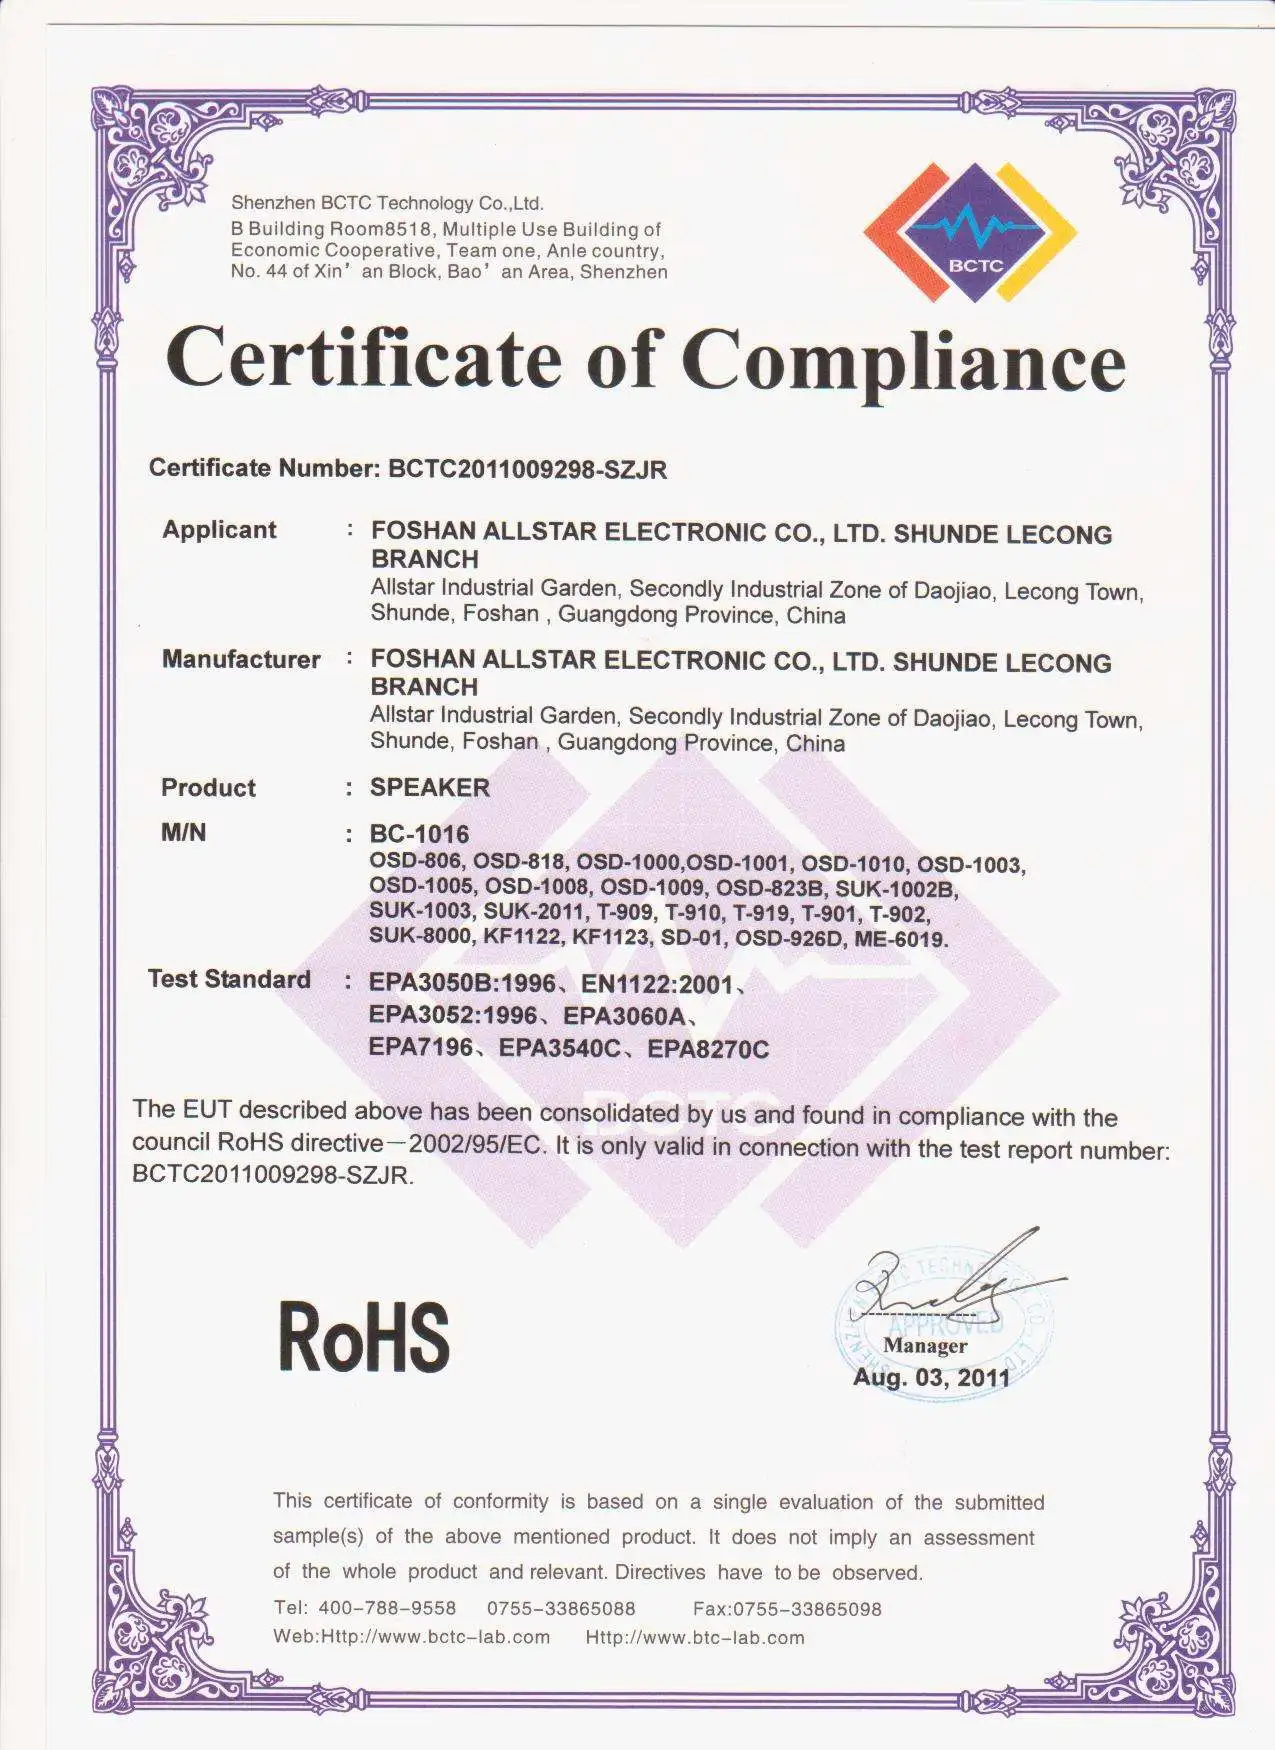 Shenzhen BCTC Technology Co.,Ltd.
B Building Room8518, Multiple Use Building of
Economic Cooperative, Team one, Anle country,
No. 44 of Xin’ an Block, Bao’ an Area, Shenzhen
BCTC
Certificate of Compliance
Certificate Number: BCTC2011009298-SZJR
Applicant : FOSHAN ALLSTAR ELECTRONIC CO., LTD. SHUNDE LECONG
BRANCH
Allstar Industrial Garden, Secondly Industrial Zone of Daojiao, Lecong Town,
Shunde, Foshan , Guangdong Province, China
Manufacturer : FOSHAN ALLSTAR ELECTRONIC CO., LTD. SHUNDE LECONG
BRANCH
Allstar Industrial Garden, Secondly Industrial Zone of Daojiao, Lecong Town,
Shunde, Foshan , Guangdong Province, China
Product : SPEAKER
M/N : BC-1016
OSD-806, OSD-818, OSD-1000,OSD-1001, OSD-1010, OSD-1003,
OSD-1005, OSD-1008, OSD-1009, OSD-823B, SUK-1002B,
SUK-1003, SUK-2011, T-909, T-910, T-919, T-901, T-902,
SUK-8000, KF1122, KF1123, SD-01, OSD-926D, ME-6019.
Test Standard : EPA3050B:1996、EN1122:2001、
EPA3052:1996、EPA3060A、
EPA7196、EPA3540C、EPA8270C
BCTC
The EUT described above has been consolidated by us and found in compliance with the
council RoHS directive—2002/95/EC. It is only valid in connection with the test report number:
BCTC2011009298-SZJR.
RoHS
SHENZHEN BCTC TECHNOLOGY CO., LTD
APPROVED
Manager
Aug. 03, 2011
This certificate of conformity is based on a single evaluation of the submitted
sample(s) of the above mentioned product. It does not imply an assessment
of the whole product and relevant. Directives have to be observed.
Tel: 400-788-9558 0755-33865088 Fax:0755-33865098
Web:Http://www.bctc-lab.com Http://www.btc-lab.com